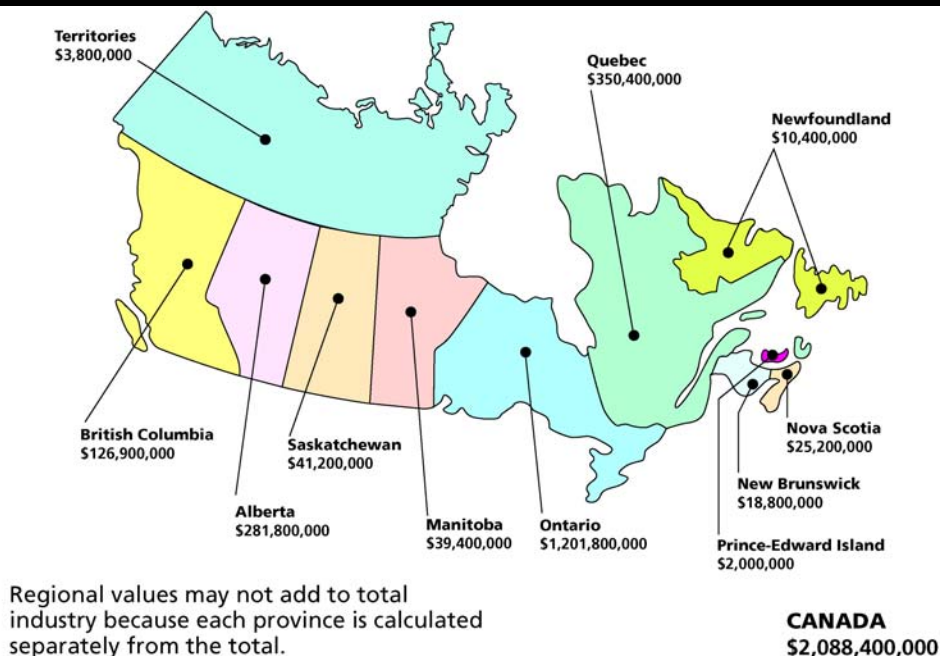 Territories
$3,800,000
Quebec
$350,400,000
Newfoundland
$10,400,000
British Columbia
$126,900,000
Saskatchewan
$41,200,000
Nova Scotia
$25,200,000
New Brunswick
$18,800,000
Alberta
$281,800,000
Manitoba
$39,400,000
Ontario
$1,201,800,000
Prince-Edward Island
$2,000,000
Regional values may not add to total
industry because each province is calculated
separately from the total.
CANADA
$2,088,400,000